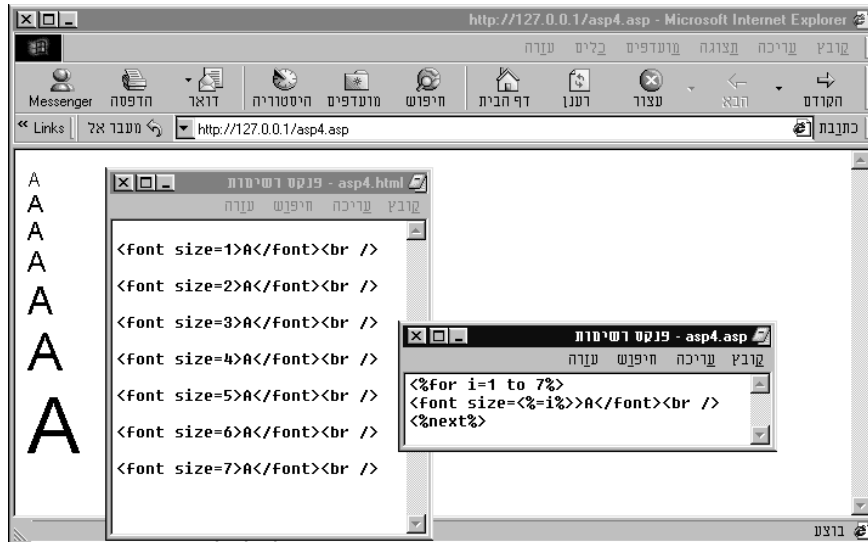 http://127.0.0.1/asp4.asp - Microsoft Internet Explorer
קובץ עריכה תצוגה מועדפים כלים עזרה
הקודם הבא עצור רענן דף הבית חיפוש מועדפים היסטוריה דואר הדפסה Messenger
כתובת http://127.0.0.1/asp4.asp מעבר אל Links «
A
A
A
A
A
A
A
asp4.html - פנקס רשימות
קובץ עריכה חיפוש עזרה
<font size=1>A</font><br />
<font size=2>A</font><br />
<font size=3>A</font><br />
<font size=4>A</font><br />
<font size=5>A</font><br />
<font size=6>A</font><br />
<font size=7>A</font><br />
asp4.asp - פנקס רשימות
קובץ עריכה חיפוש עזרה
<%for i=1 to 7%>
<font size=<%=i%>>A</font><br />
<%next%>
בוצע